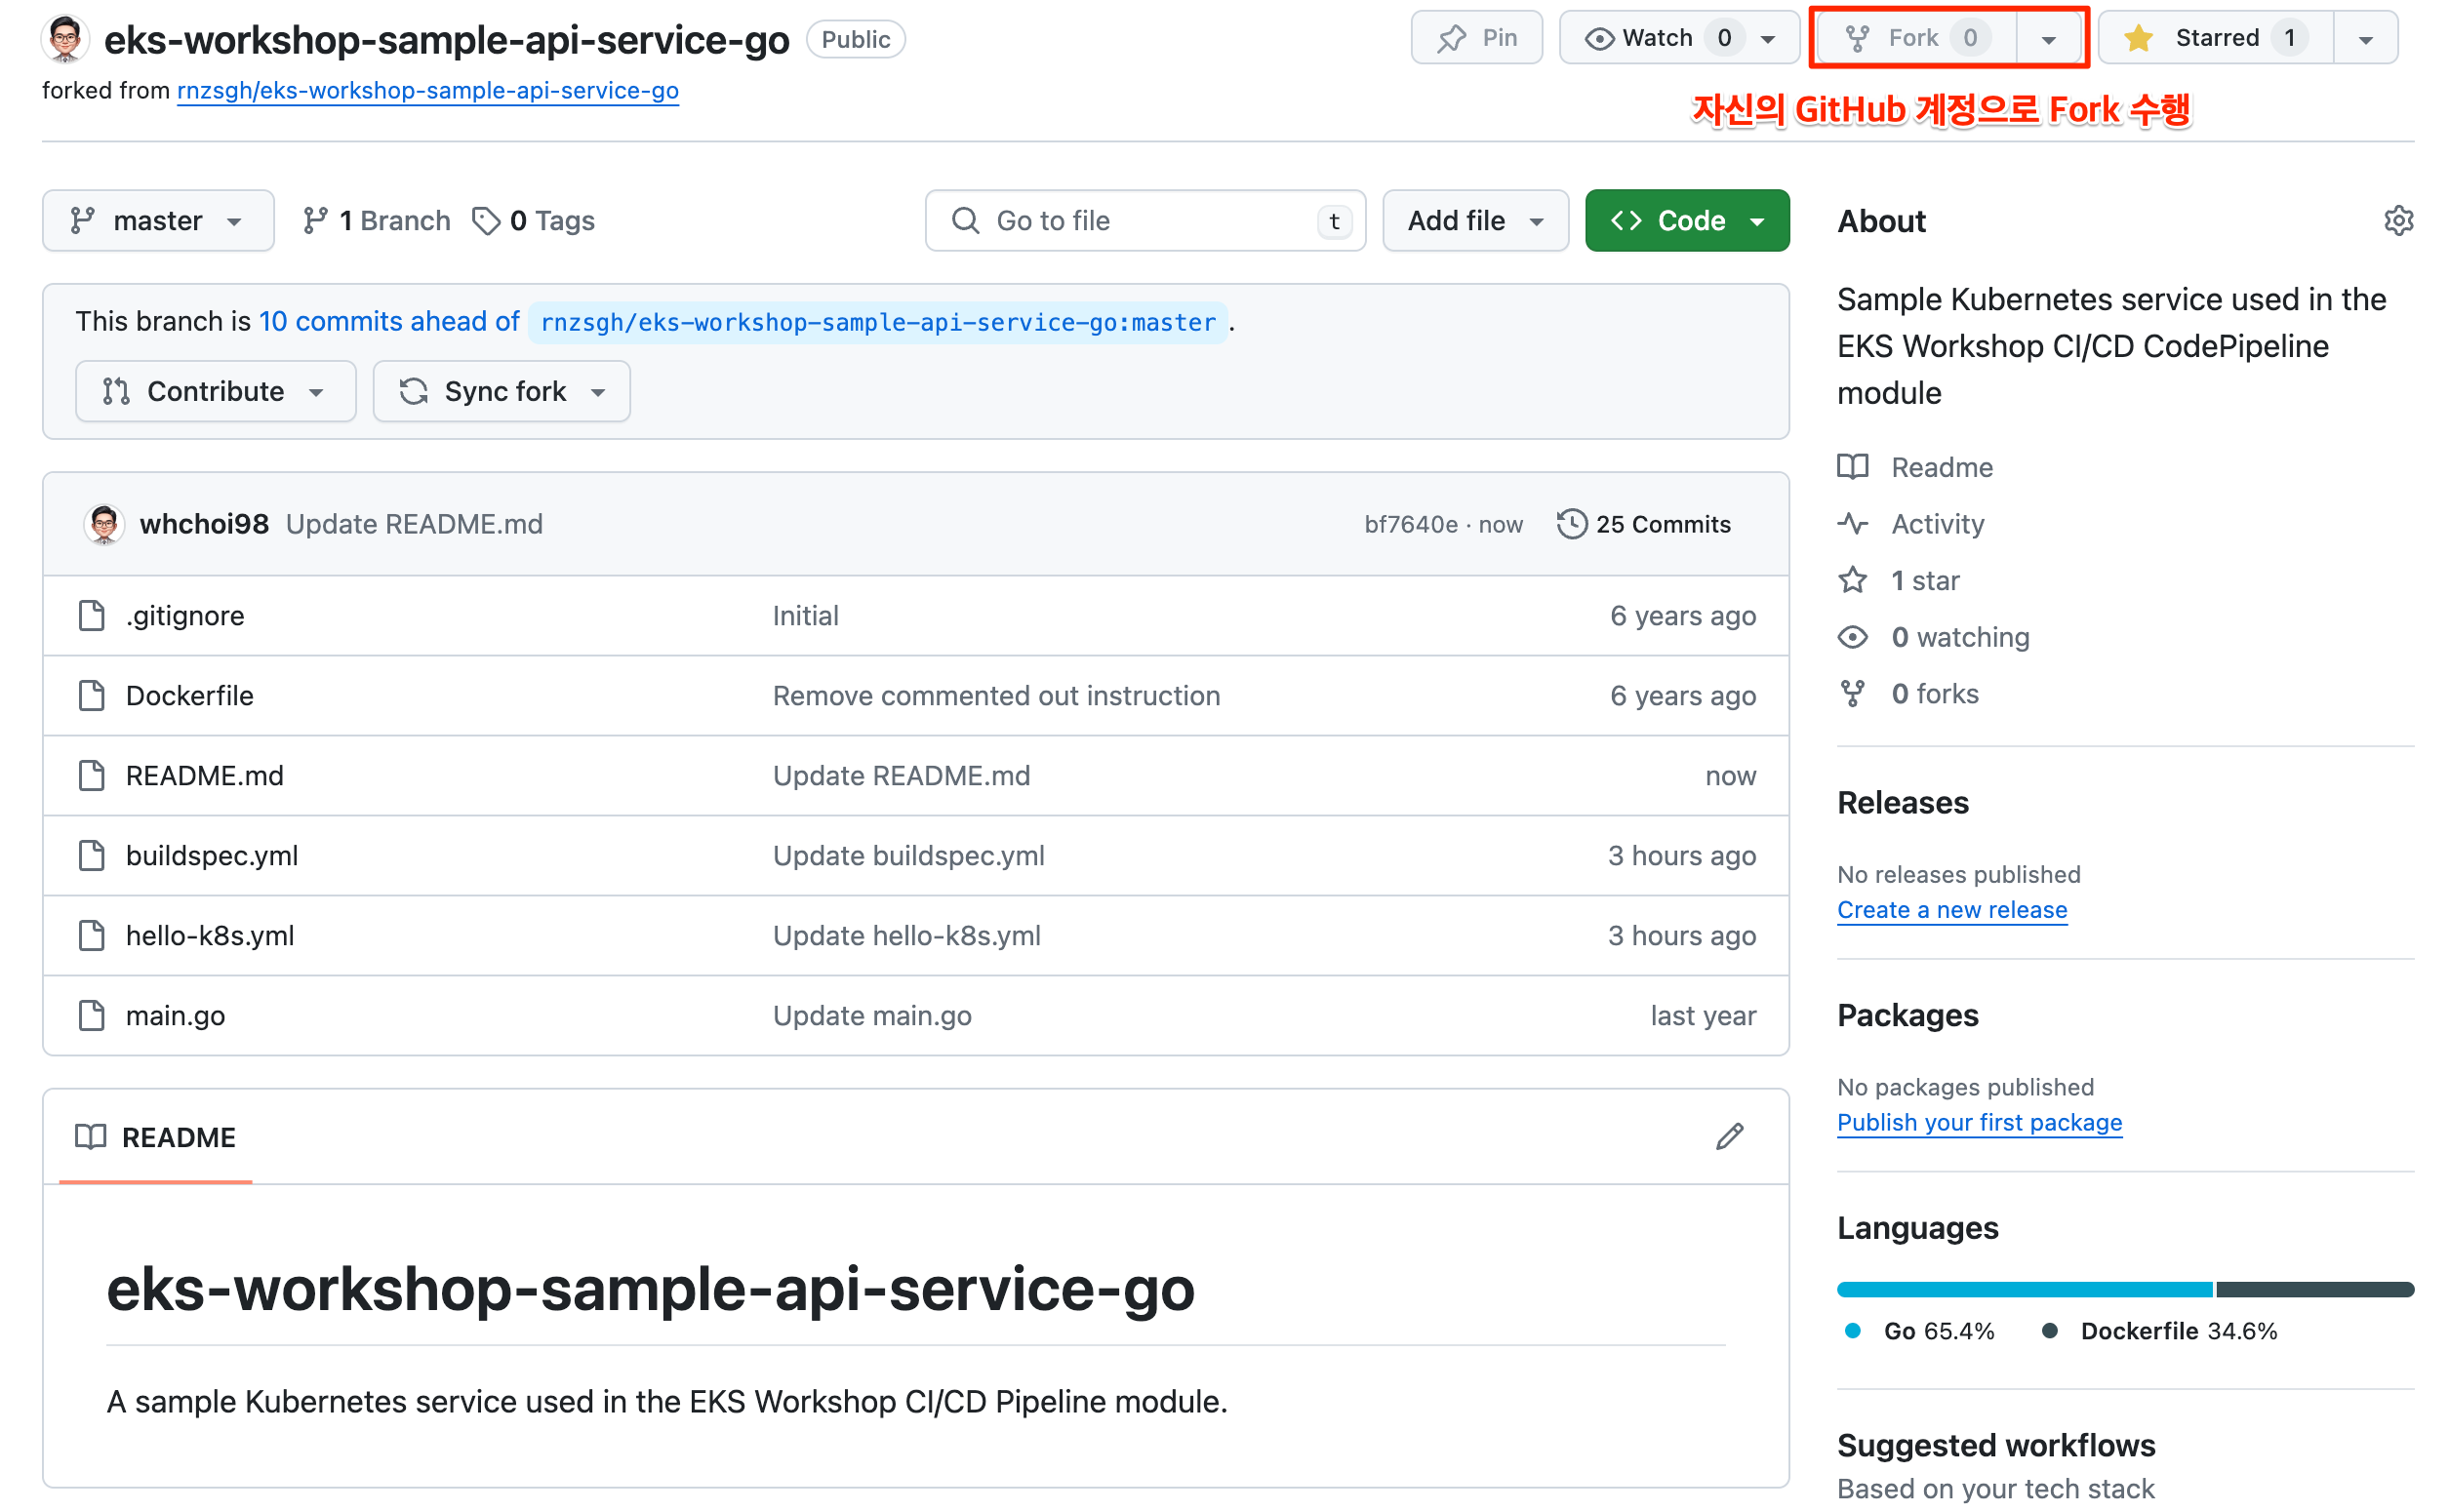 eks-workshop-sample-api-service-go Public Pin Watch 0 Fork 0 Starred 1
forked from rnzsgh/eks-workshop-sample-api-service-go
자신의 GitHub 계정으로 Fork 수행
master 1 Branch 0 Tags Go to file t Add file Code
This branch is 10 commits ahead of rnzsgh/eks-workshop-sample-api-service-go:master .
Contribute Sync fork
whchoi98 Update README.md bf7640e · now 25 Commits
.gitignore Initial 6 years ago
Dockerfile Remove commented out instruction 6 years ago
README.md Update README.md now
buildspec.yml Update buildspec.yml 3 hours ago
hello-k8s.yml Update hello-k8s.yml 3 hours ago
main.go Update main.go last year
README
eks-workshop-sample-api-service-go
A sample Kubernetes service used in the EKS Workshop CI/CD Pipeline module.
About
Sample Kubernetes service used in the
EKS Workshop CI/CD CodePipeline
module
Readme
Activity
1 star
0 watching
0 forks
Releases
No releases published
Create a new release
Packages
No packages published
Publish your first package
Languages
Go 65.4% Dockerfile 34.6%
Suggested workflows
Based on your tech stack